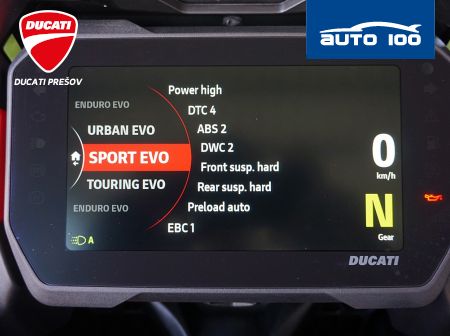 DUCATI
DUCATI PREŠOV
AUTO 100
ENDURO EVO
URBAN EVO
SPORT EVO
TOURING EVO
ENDURO EVO
A
Power high
DTC 4
ABS 2
DWC 2
Front susp. hard
Rear susp. hard
Preload auto
EBC 1
0
km/h
N
Gear
DUCATI